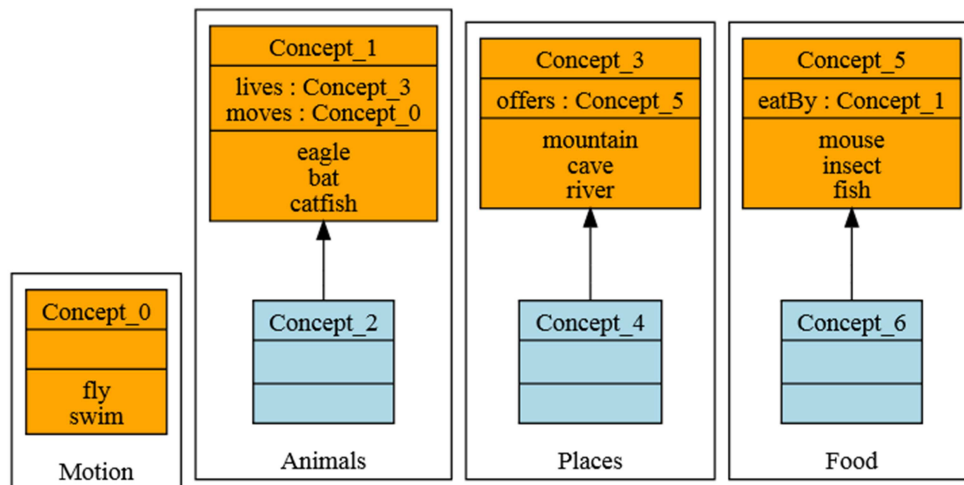 Concept_0
fly
swim
Motion
Concept_1
lives : Concept_3
moves : Concept_0
eagle
bat
catfish
Concept_2
Animals
Concept_3
offers : Concept_5
mountain
cave
river
Concept_4
Places
Concept_5
eatBy : Concept_1
mouse
insect
fish
Concept_6
Food